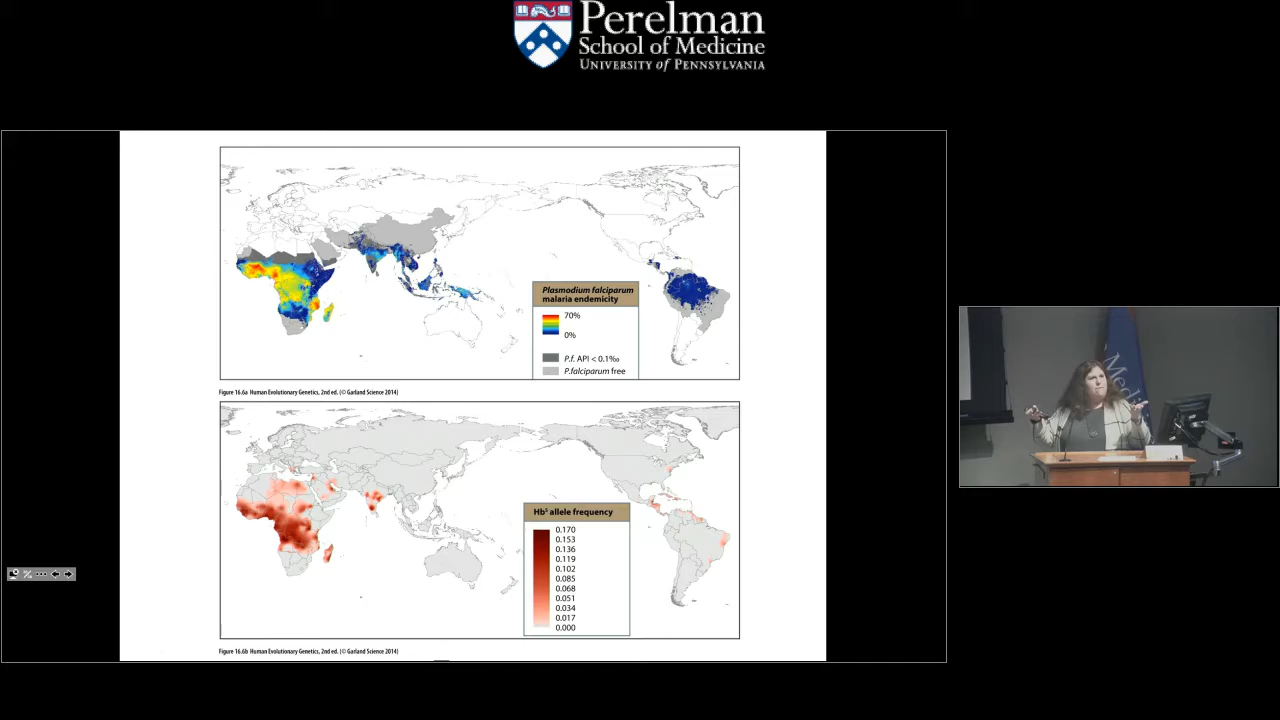 Perelman
School of Medicine
UNIVERSITY of PENNSYLVANIA
Plasmodium falciparum
malaria endemicity
70%
0%
P.f. API < 0.1‰
P.falciparum free
Figure 16.6a Human Evolutionary Genetics, 2nd ed. (© Garland Science 2014)
Hbˢ allele frequency
0.170
0.153
0.136
0.119
0.102
0.085
0.068
0.051
0.034
0.017
0.000
Figure 16.6b Human Evolutionary Genetics, 2nd ed. (© Garland Science 2014)